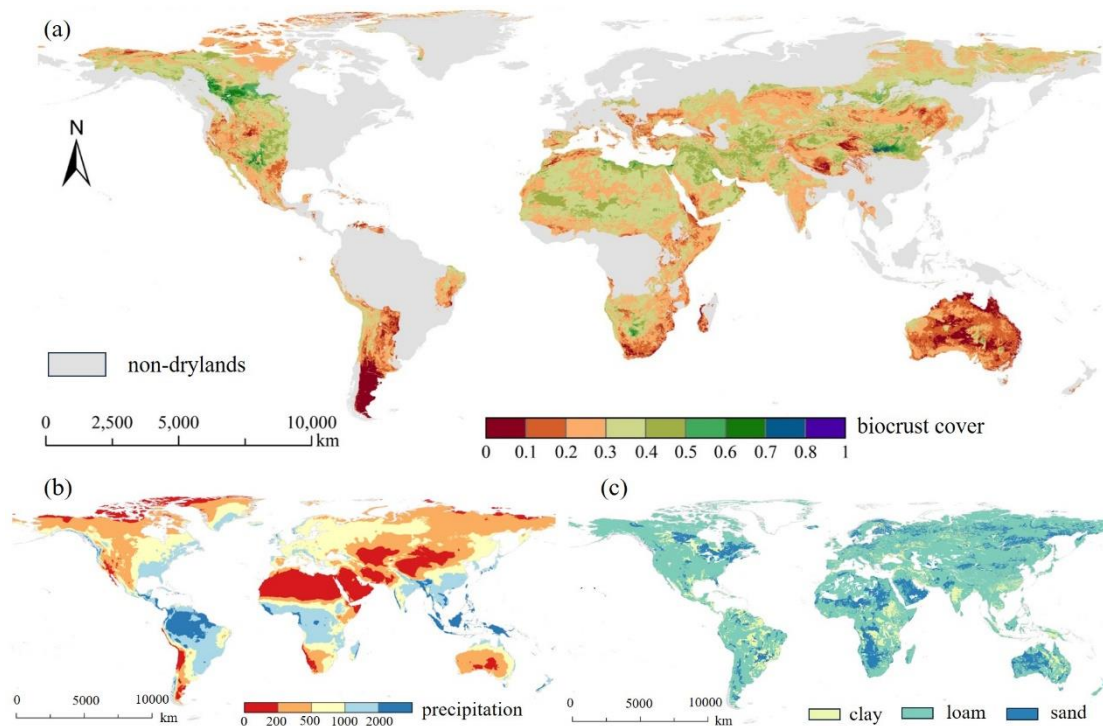 (a)
N
non-drylands
0 2,500 5,000 10,000
km
biocrust cover
0 0.1 0.2 0.3 0.4 0.5 0.6 0.7 0.8 1
(b)
(c)
0 5000 10000
km
precipitation
0 200 500 1000 2000
0 5000 10000
km
clay loam sand